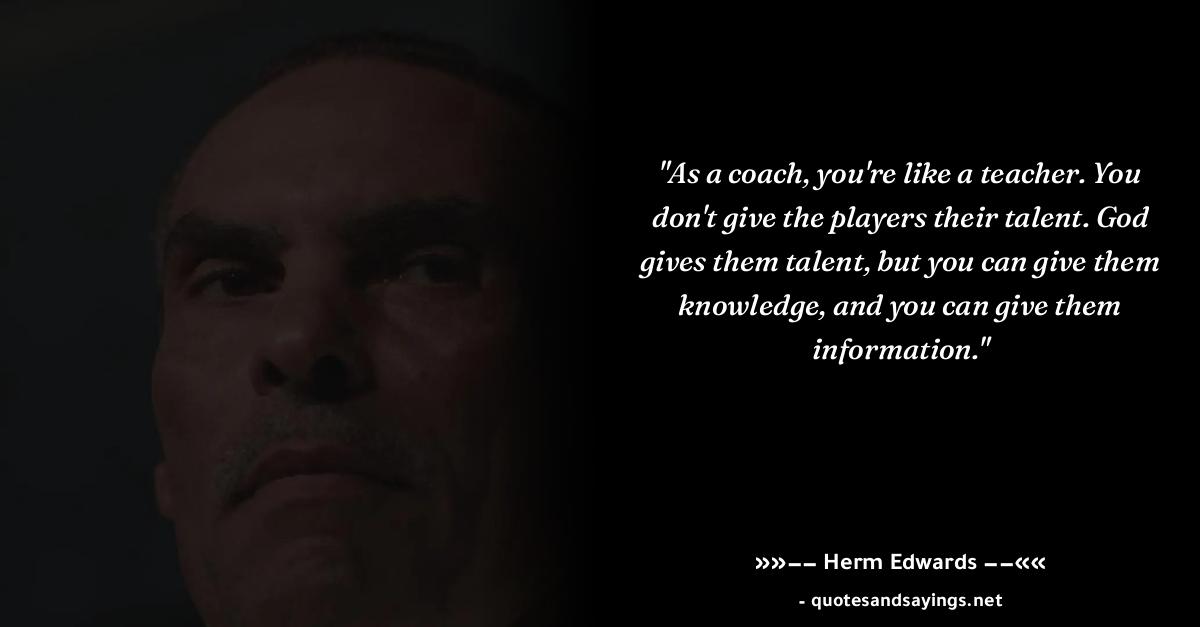 "As a coach, you're like a teacher. You
don't give the players their talent. God
gives them talent, but you can give them
knowledge, and you can give them
information."
»»−− Herm Edwards −−««
- quotesandsayings.net